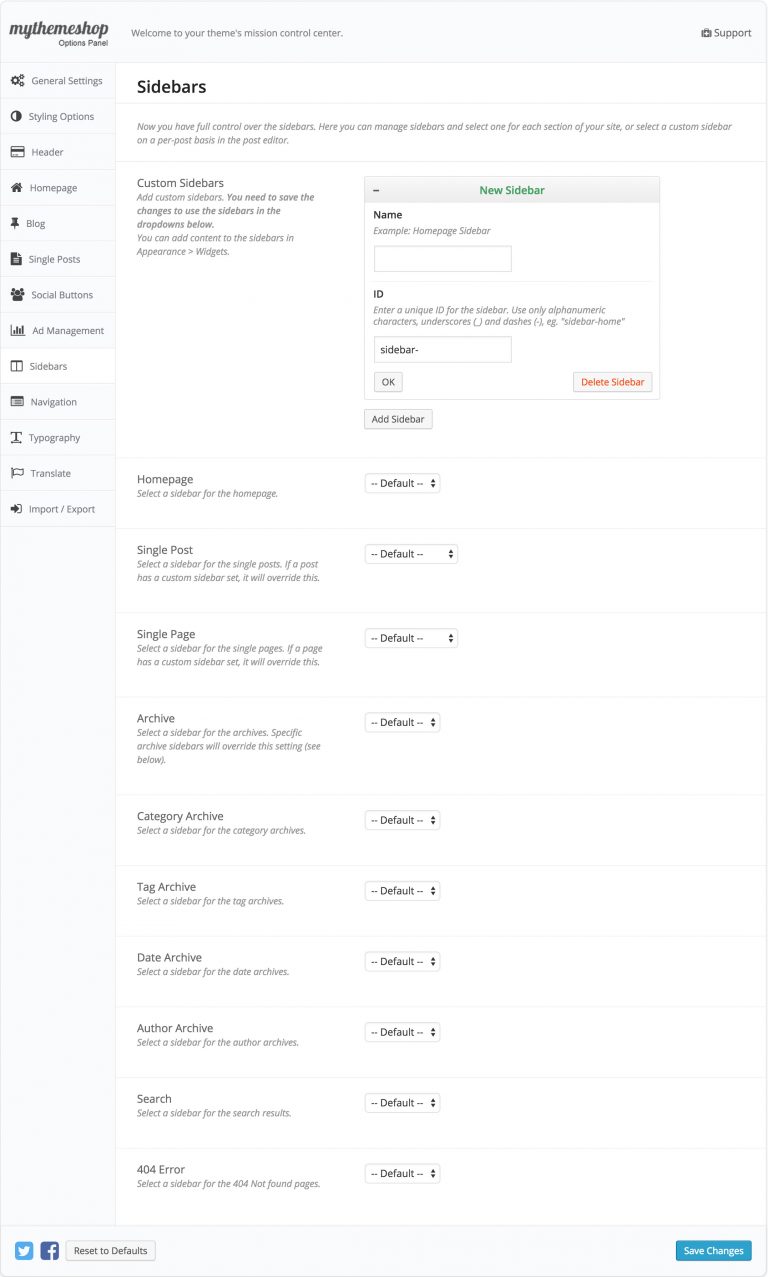 mythemeshop
Options Panel
Welcome to your theme's mission control center.
Support
General Settings
Styling Options
Header
Homepage
Blog
Single Posts
Social Buttons
Ad Management
Sidebars
Navigation
Typography
Translate
Import / Export
Sidebars
Now you have full control over the sidebars. Here you can manage sidebars and select one for each section of your site, or select a custom sidebar
on a per-post basis in the post editor.
Custom Sidebars
Add custom sidebars. You need to save the
changes to use the sidebars in the
dropdowns below.
You can add content to the sidebars in
Appearance > Widgets.
– New Sidebar
Name
Example: Homepage Sidebar
ID
Enter a unique ID for the sidebar. Use only alphanumeric
characters, underscores (_) and dashes (-), eg. "sidebar-home"
sidebar-
OK
Delete Sidebar
Add Sidebar
Homepage
Select a sidebar for the homepage.
-- Default --
Single Post
Select a sidebar for the single posts. If a post
has a custom sidebar set, it will override this.
-- Default --
Single Page
Select a sidebar for the single pages. If a page
has a custom sidebar set, it will override this.
-- Default --
Archive
Select a sidebar for the archives. Specific
archive sidebars will override this setting (see
below).
-- Default --
Category Archive
Select a sidebar for the category archives.
-- Default --
Tag Archive
Select a sidebar for the tag archives.
-- Default --
Date Archive
Select a sidebar for the date archives.
-- Default --
Author Archive
Select a sidebar for the author archives.
-- Default --
Search
Select a sidebar for the search results.
-- Default --
404 Error
Select a sidebar for the 404 Not found pages.
-- Default --
Reset to Defaults
Save Changes